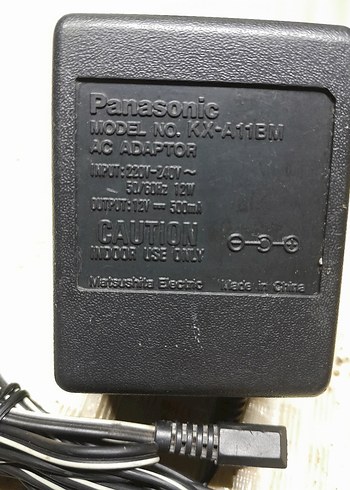 Panasonic
MODEL NO. KX-A11BM
AC ADAPTOR
INPUT: 220V-240V ~
50/60Hz 12W
OUTPUT: 12V ⎓ 500mA
CAUTION
INDOOR USE ONLY
Matsushita Electric Made in China